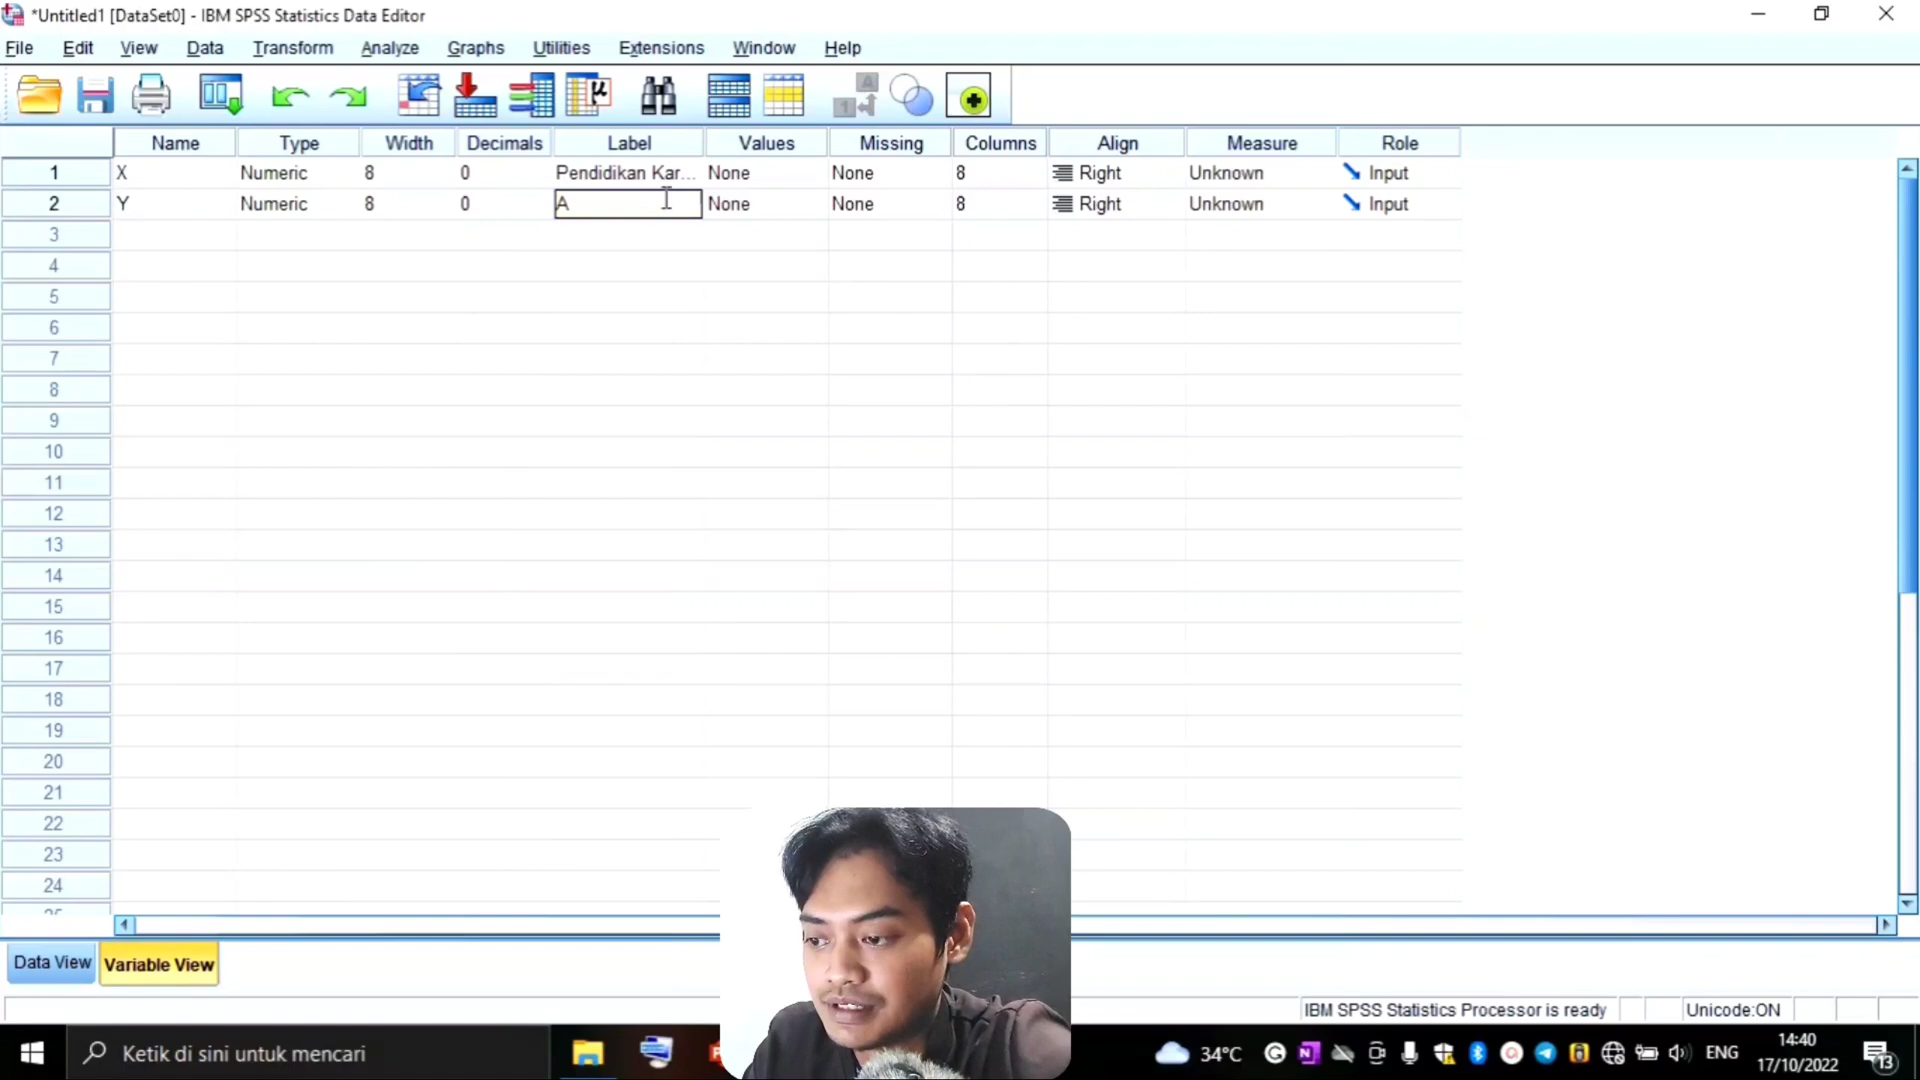 *Untitled1 [DataSet0] - IBM SPSS Statistics Data Editor
File Edit View Data Transform Analyze Graphs Utilities Extensions Window Help
Name Type Width Decimals Label Values Missing Columns Align Measure Role
1 X Numeric 8 0 Pendidikan Kar... None None 8 Right Unknown Input
2 Y Numeric 8 0 A None None 8 Right Unknown Input
3
4
5
6
7
8
9
10
11
12
13
14
15
16
17
18
19
20
21
22
23
24
Data View Variable View
IBM SPSS Statistics Processor is ready Unicode:ON
Ketik di sini untuk mencari 34°C ENG 14:40
17/10/2022 13